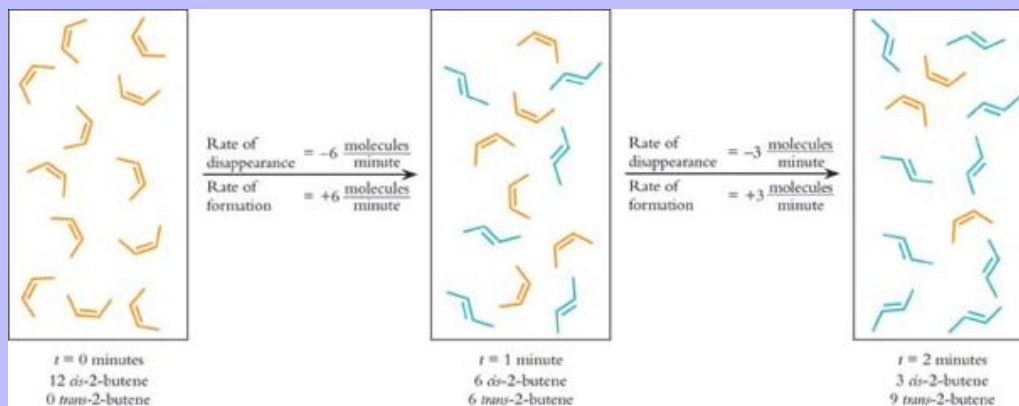 Rate of disappearance = −6 molecules/minute
Rate of formation = +6 molecules/minute
Rate of disappearance = −3 molecules/minute
Rate of formation = +3 molecules/minute
t = 0 minutes
12 cis-2-butene
0 trans-2-butene
t = 1 minute
6 cis-2-butene
6 trans-2-butene
t = 2 minutes
3 cis-2-butene
9 trans-2-butene